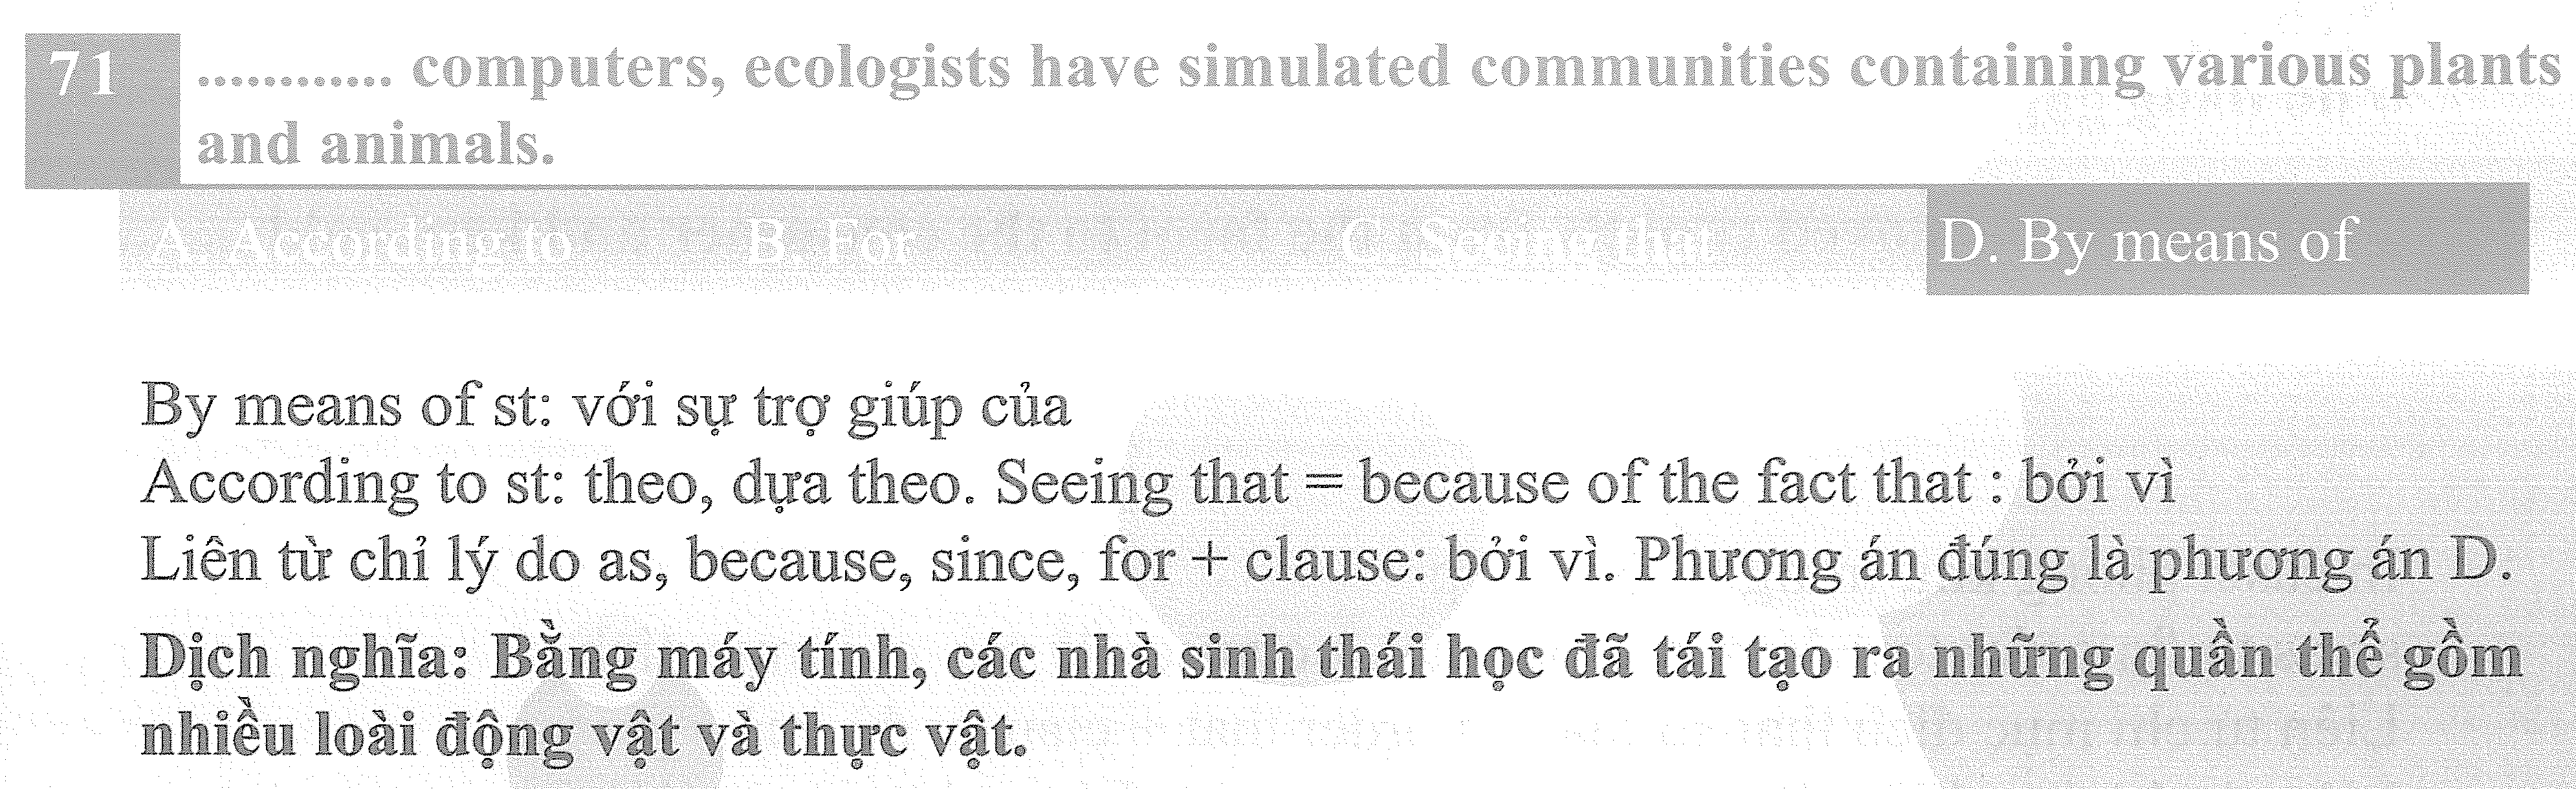 71 ............ computers, ecologists have simulated communities containing various plants
and animals.
A. According to B. For C. Seeing that D. By means of
By means of st: với sự trợ giúp của
According to st: theo, dựa theo. Seeing that = because of the fact that : bởi vì
Liên từ chỉ lý do as, because, since, for + clause: bởi vì. Phương án đúng là phương án D.
Dịch nghĩa: Bằng máy tính, các nhà sinh thái học đã tái tạo ra những quần thể gồm
nhiều loài động vật và thực vật.